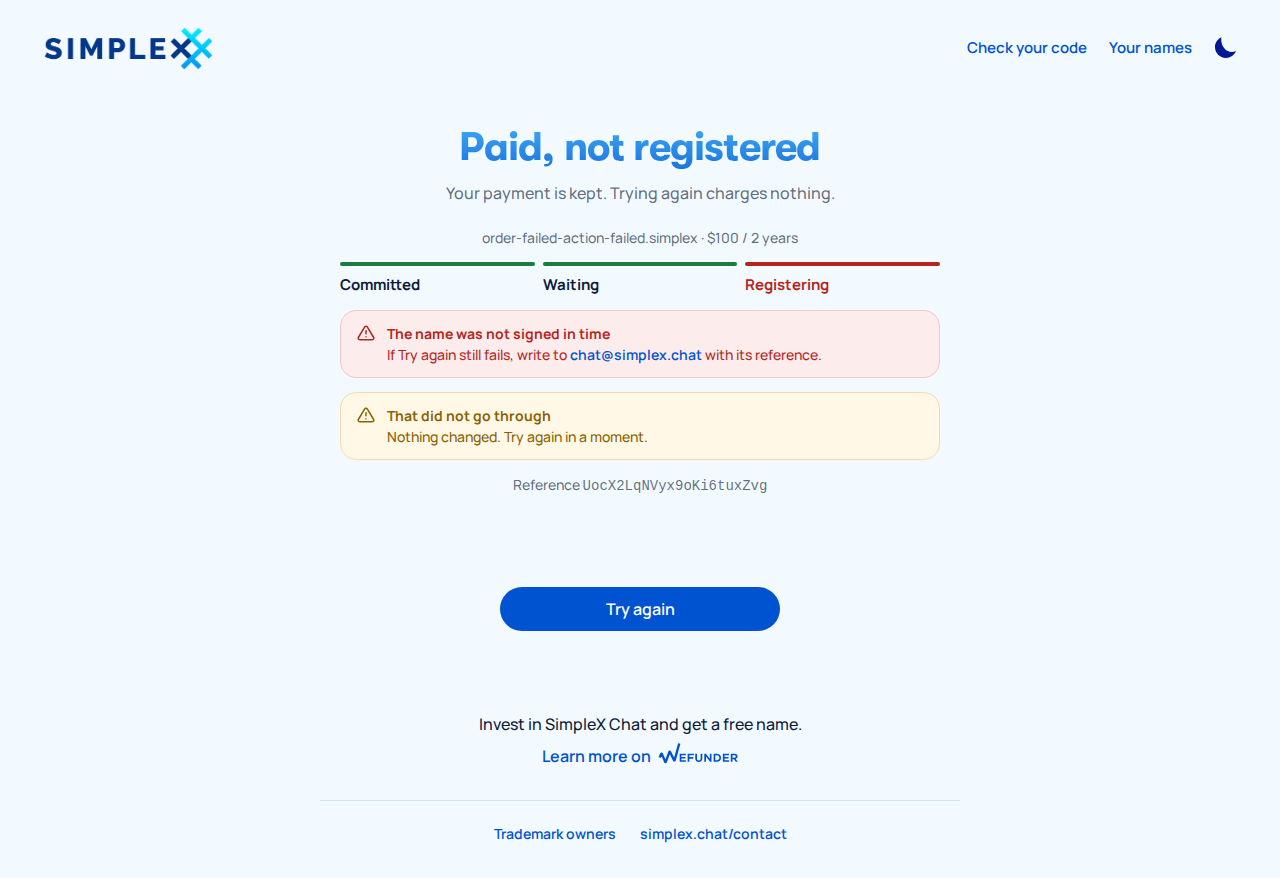 SIMPLEX
Check your code
Your names
Paid, not registered
Your payment is kept. Trying again charges nothing.
order-failed-action-failed.simplex · $100 / 2 years
Committed
Waiting
Registering
The name was not signed in time
If Try again still fails, write to chat@simplex.chat with its reference.
That did not go through
Nothing changed. Try again in a moment.
Reference UocX2LqNVyx9oKi6tuxZvg
Try again
Invest in SimpleX Chat and get a free name.
Learn more on WEFUNDER
Trademark owners
simplex.chat/contact